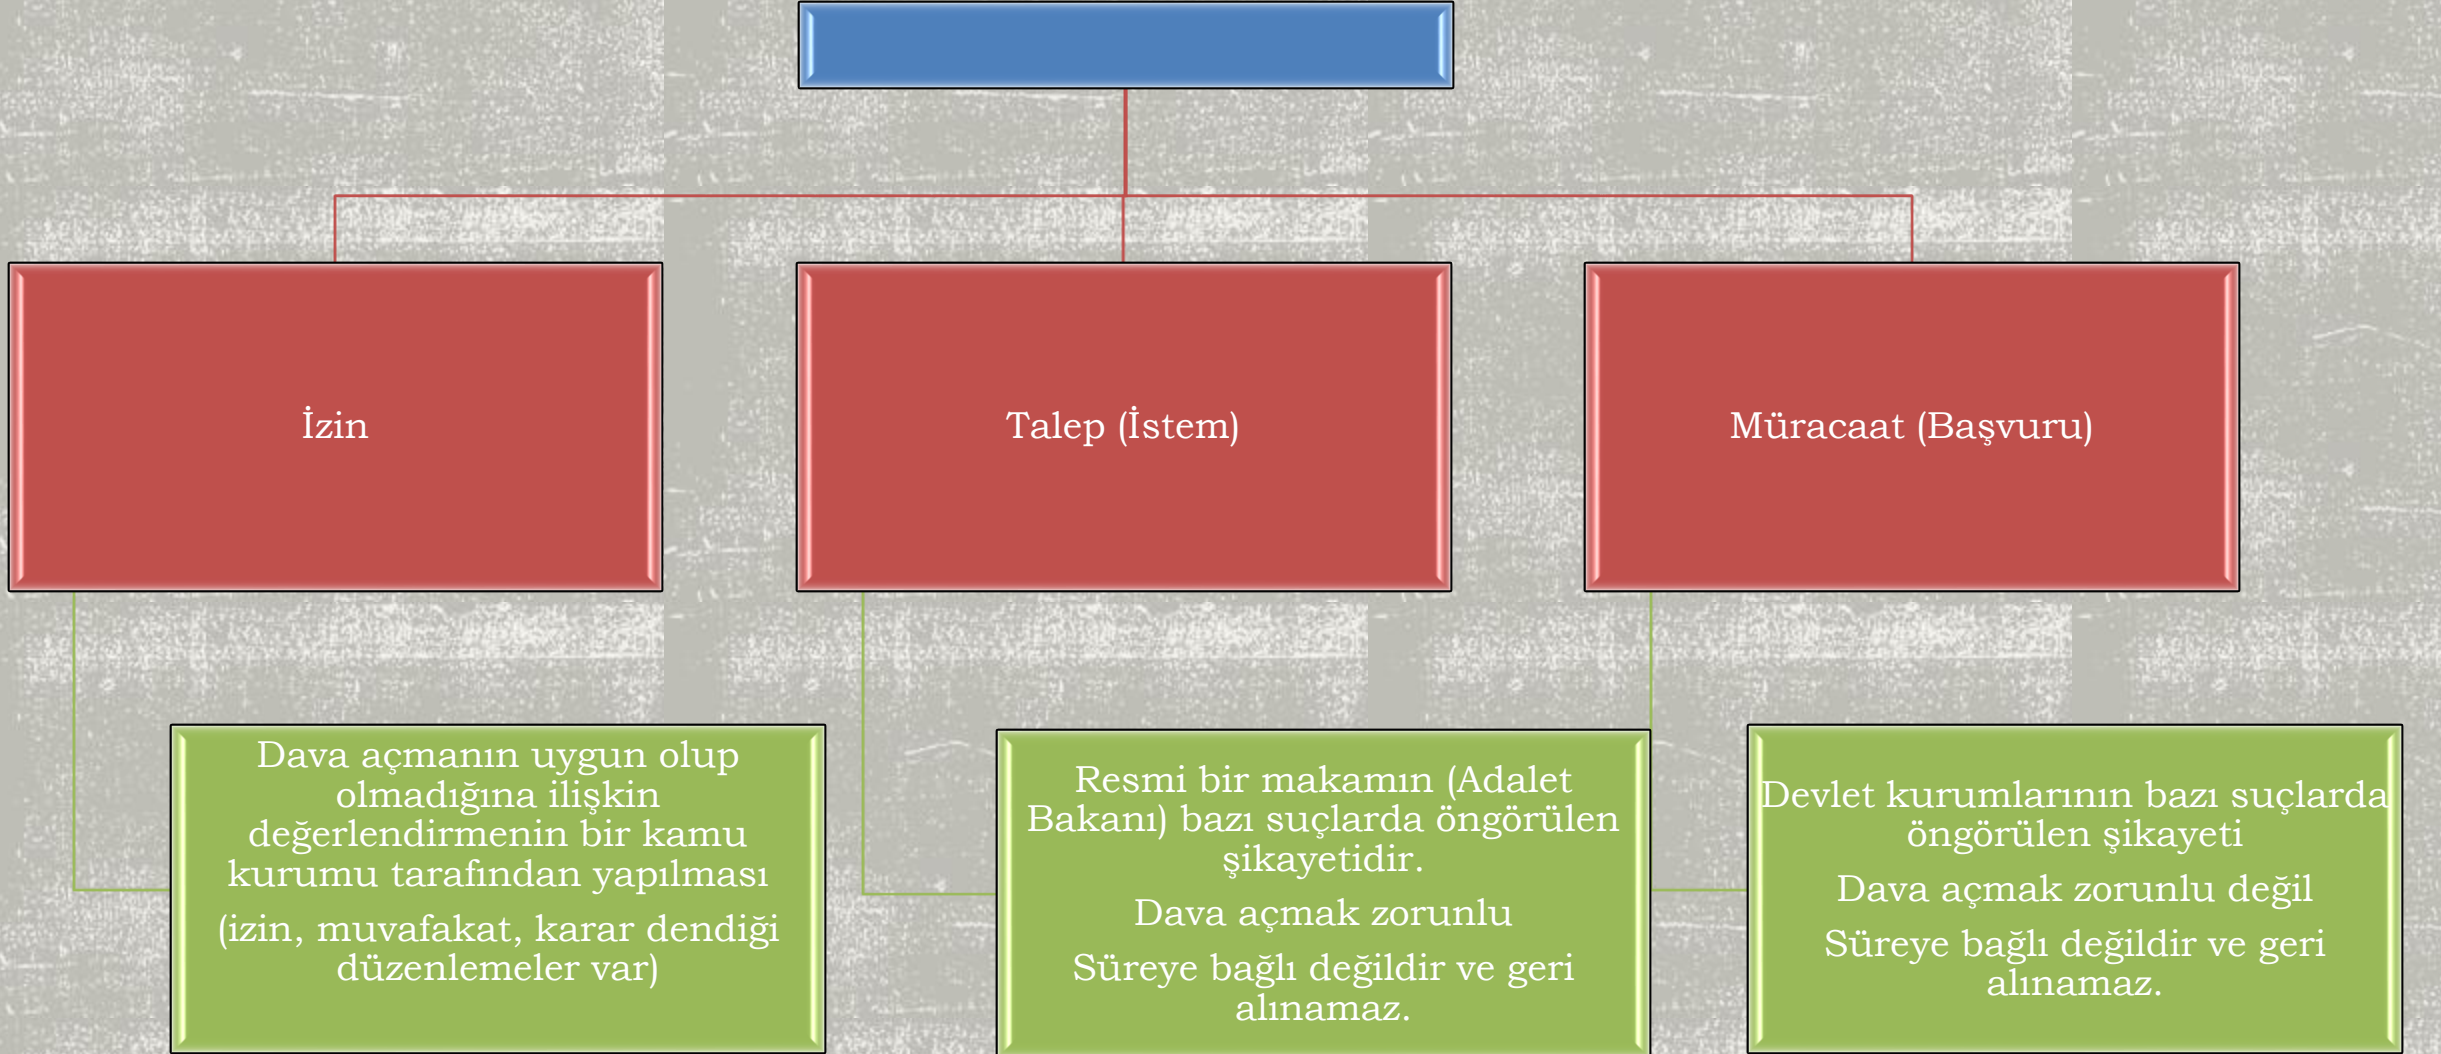 İzin
Talep (İstem)
Müracaat (Başvuru)
Dava açmanın uygun olup
olmadığına ilişkin
değerlendirmenin bir kamu
kurumu tarafından yapılması
(izin, muvafakat, karar dendiği
düzenlemeler var)
Resmi bir makamın (Adalet
Bakanı) bazı suçlarda öngörülen
şikayetidir.
Dava açmak zorunlu
Süreye bağlı değildir ve geri
alınamaz.
Devlet kurumlarının bazı suçlarda
öngörülen şikayeti
Dava açmak zorunlu değil
Süreye bağlı değildir ve geri
alınamaz.